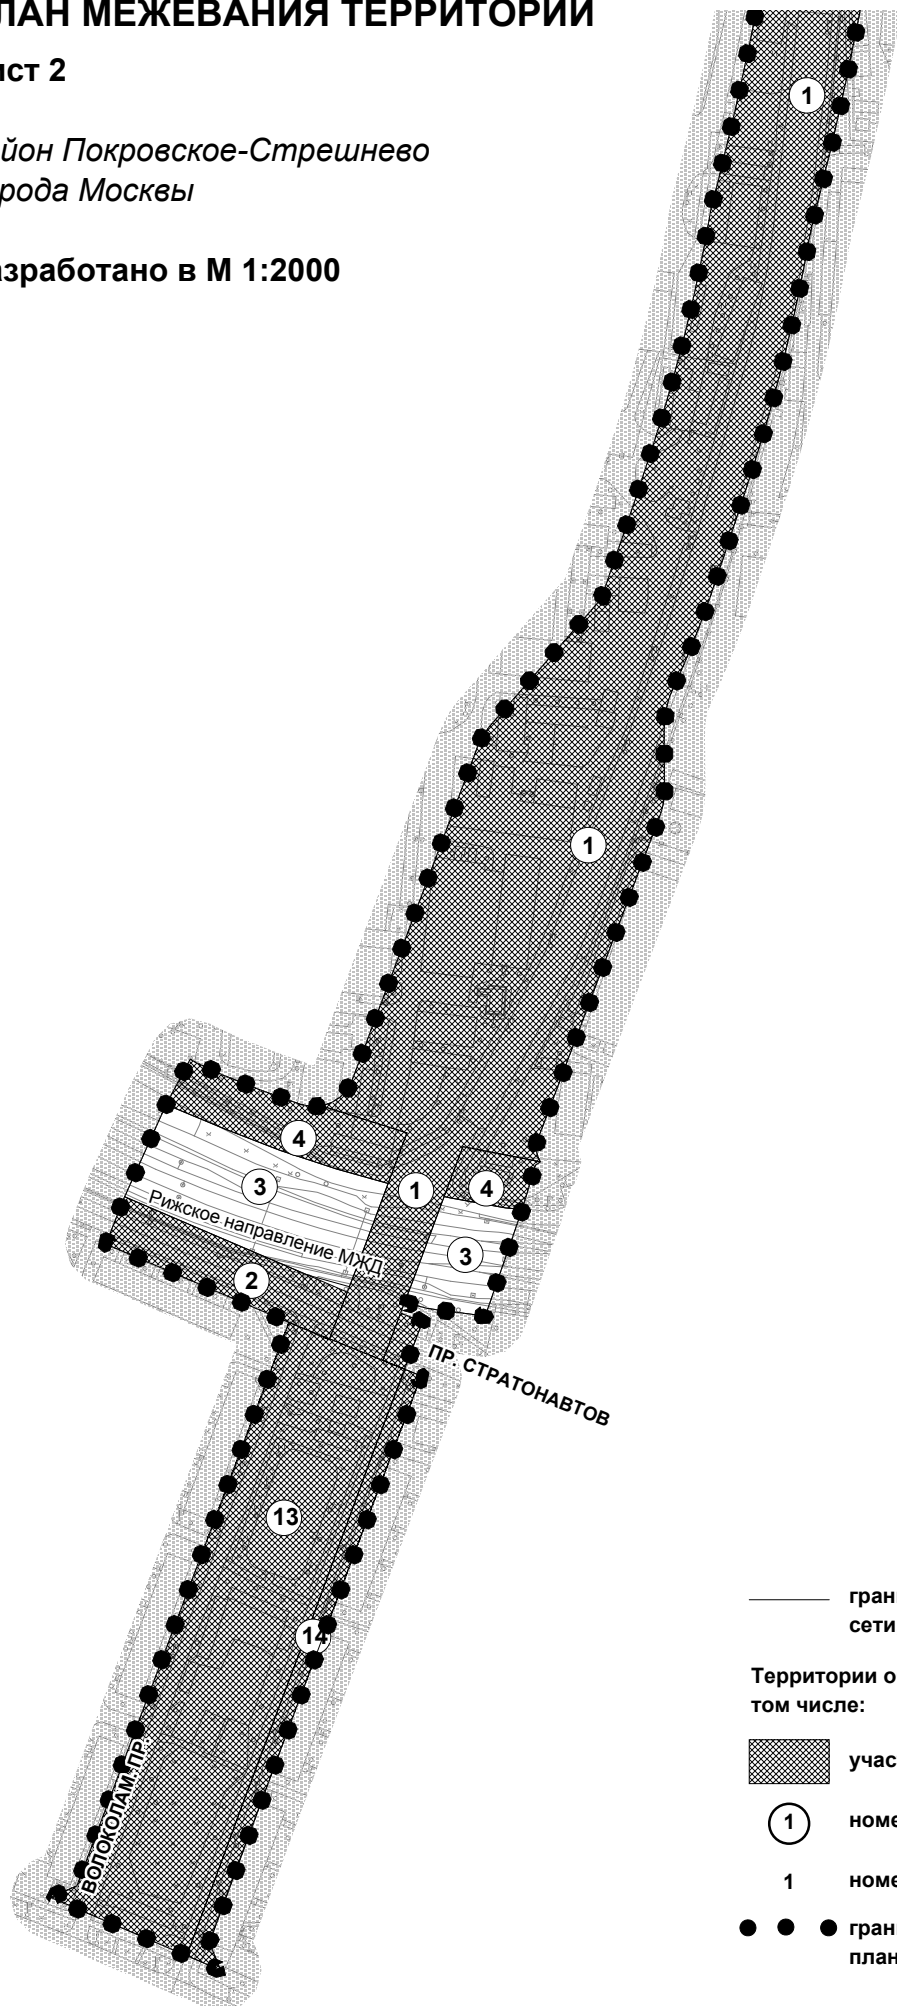 ЛАН МЕЖЕВАНИЯ ТЕРРИТОРИИ
ист 2
йон Покровское-Стрешнево
рода Москвы
азработано в М 1:2000
1
1
4
3
1
4
Рижское направление МЖД
3
2
ПР. СТРАТОНАВТОВ
13
14
ВОЛОКОЛАМ. ПР.
гран
сети
Территории о
том числе:
учас
1 номе
1 номе
гран
план